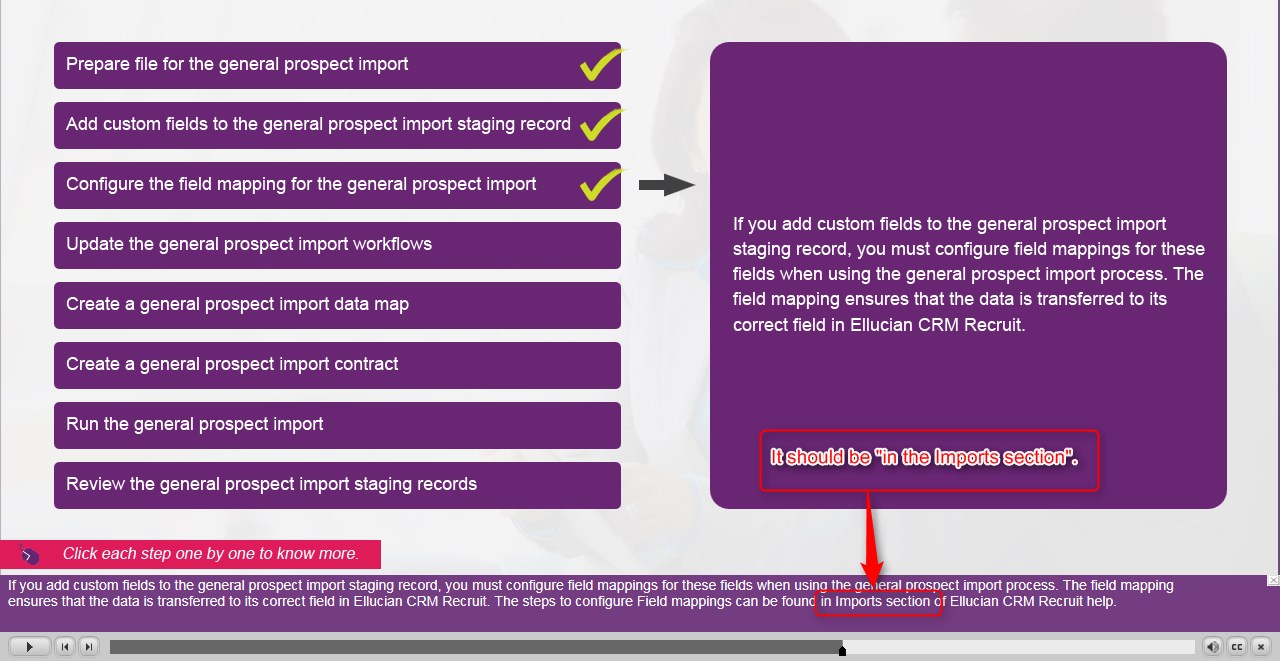 Prepare file for the general prospect import
Add custom fields to the general prospect import staging record
Configure the field mapping for the general prospect import
Update the general prospect import workflows
Create a general prospect import data map
Create a general prospect import contract
Run the general prospect import
Review the general prospect import staging records
If you add custom fields to the general prospect import
staging record, you must configure field mappings for these
fields when using the general prospect import process. The
field mapping ensures that the data is transferred to its
correct field in Ellucian CRM Recruit.
It should be "in the Imports section".
Click each step one by one to know more.
If you add custom fields to the general prospect import staging record, you must configure field mappings for these fields when using the general prospect import process. The field mapping
ensures that the data is transferred to its correct field in Ellucian CRM Recruit. The steps to configure Field mappings can be found in Imports section of Ellucian CRM Recruit help.
CC